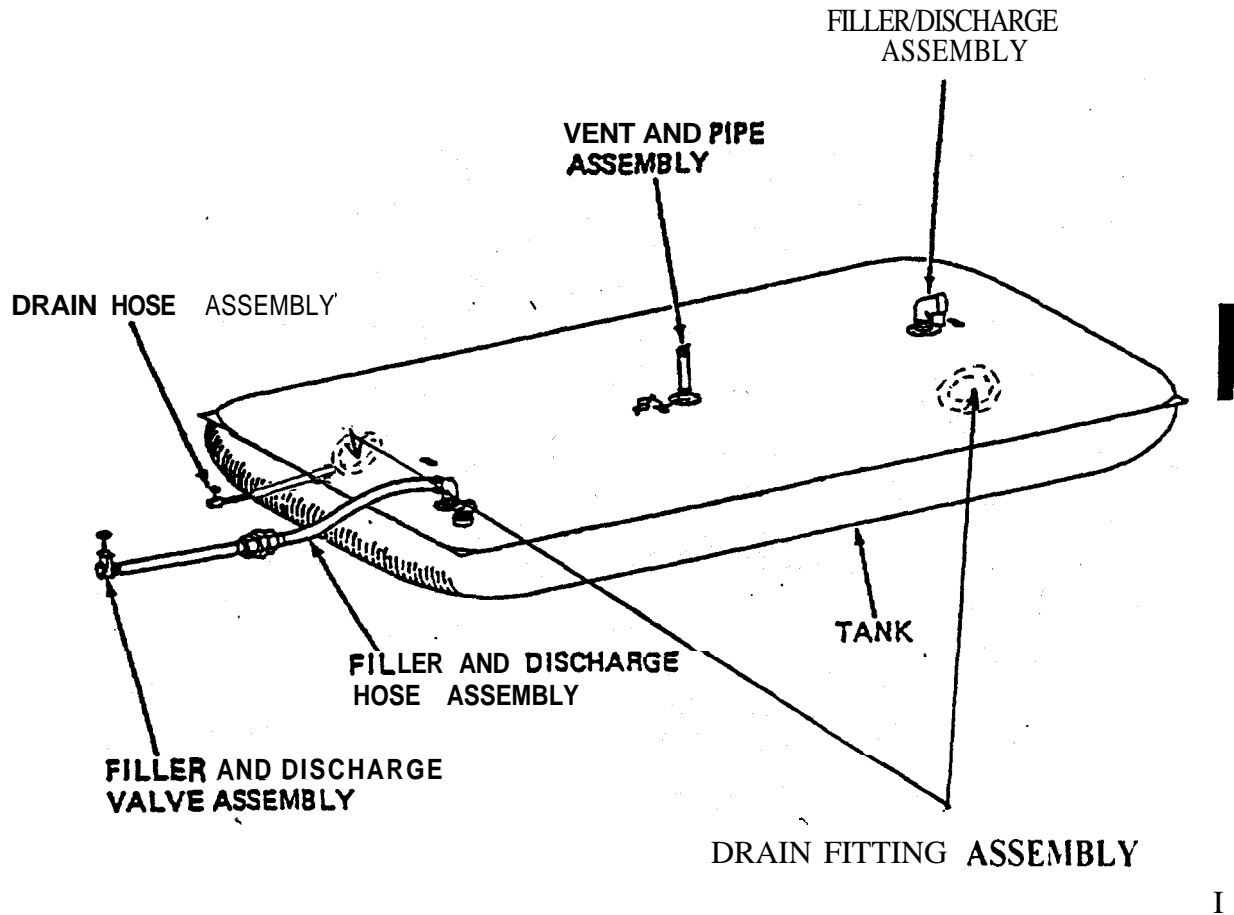 FILLER/DISCHARGE
ASSEMBLY
VENT AND PIPE
ASSEMBLY
DRAIN HOSE ASSEMBLY
TANK
FILLER AND DISCHARGE
HOSE ASSEMBLY
FILLER AND DISCHARGE
VALVE ASSEMBLY
DRAIN FITTING ASSEMBLY
I